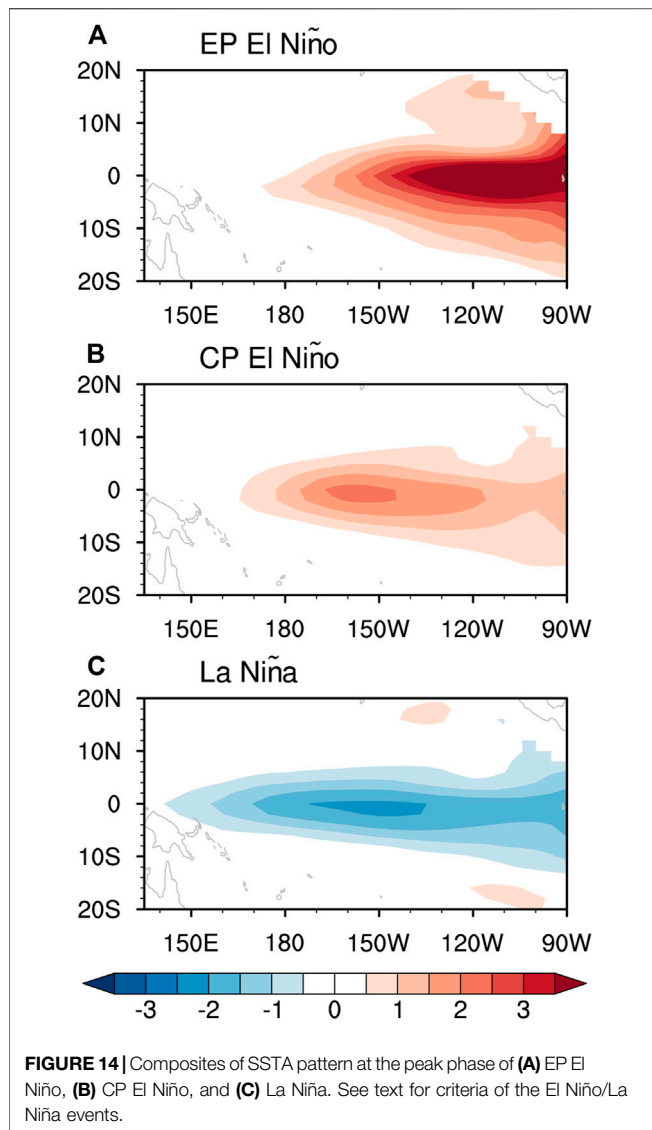 A EP El Niño
20N
10N
0
10S
20S
150E 180 150W 120W 90W
B CP El Niño
20N
10N
0
10S
20S
150E 180 150W 120W 90W
C La Niña
20N
10N
0
10S
20S
150E 180 150W 120W 90W
-3 -2 -1 0 1 2 3
FIGURE 14 | Composites of SSTA pattern at the peak phase of (A) EP El
Niño, (B) CP El Niño, and (C) La Niña. See text for criteria of the El Niño/La
Niña events.